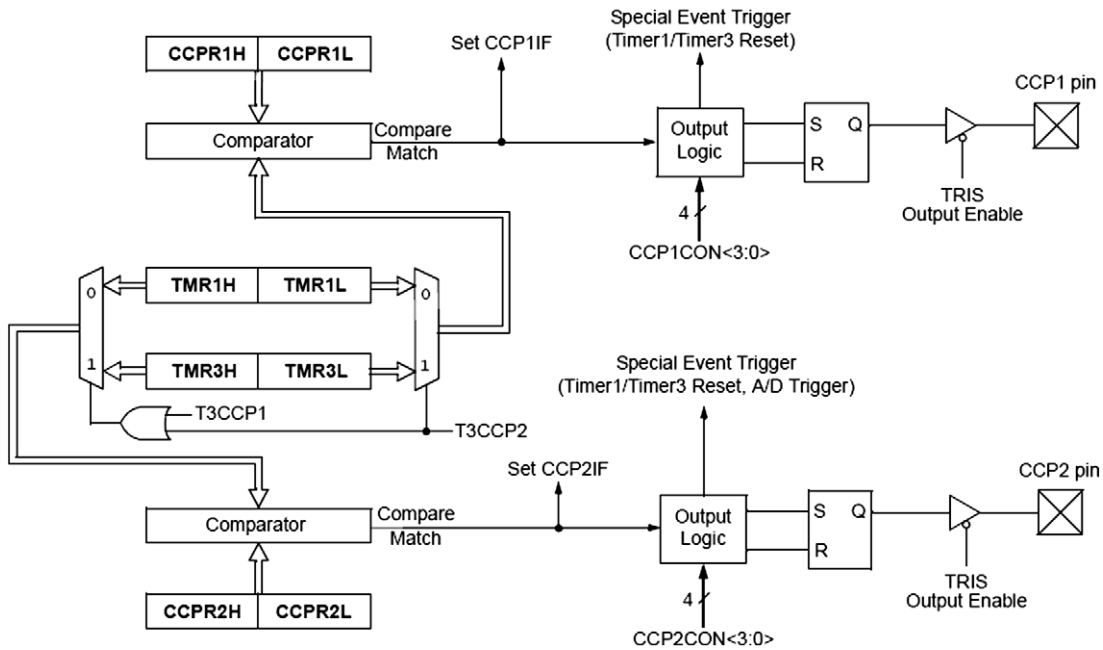 CCPR1H CCPR1L
Set CCP1IF
Special Event Trigger
(Timer1/Timer3 Reset)
CCP1 pin
Comparator
Compare
Match
Output
Logic
S Q
R
TRIS
Output Enable
4
CCP1CON<3:0>
0
TMR1H TMR1L
0
1
TMR3H TMR3L
1
T3CCP1
T3CCP2
Special Event Trigger
(Timer1/Timer3 Reset, A/D Trigger)
Set CCP2IF
CCP2 pin
Comparator
Compare
Match
Output
Logic
S Q
R
TRIS
Output Enable
4
CCPR2H CCPR2L
CCP2CON<3:0>